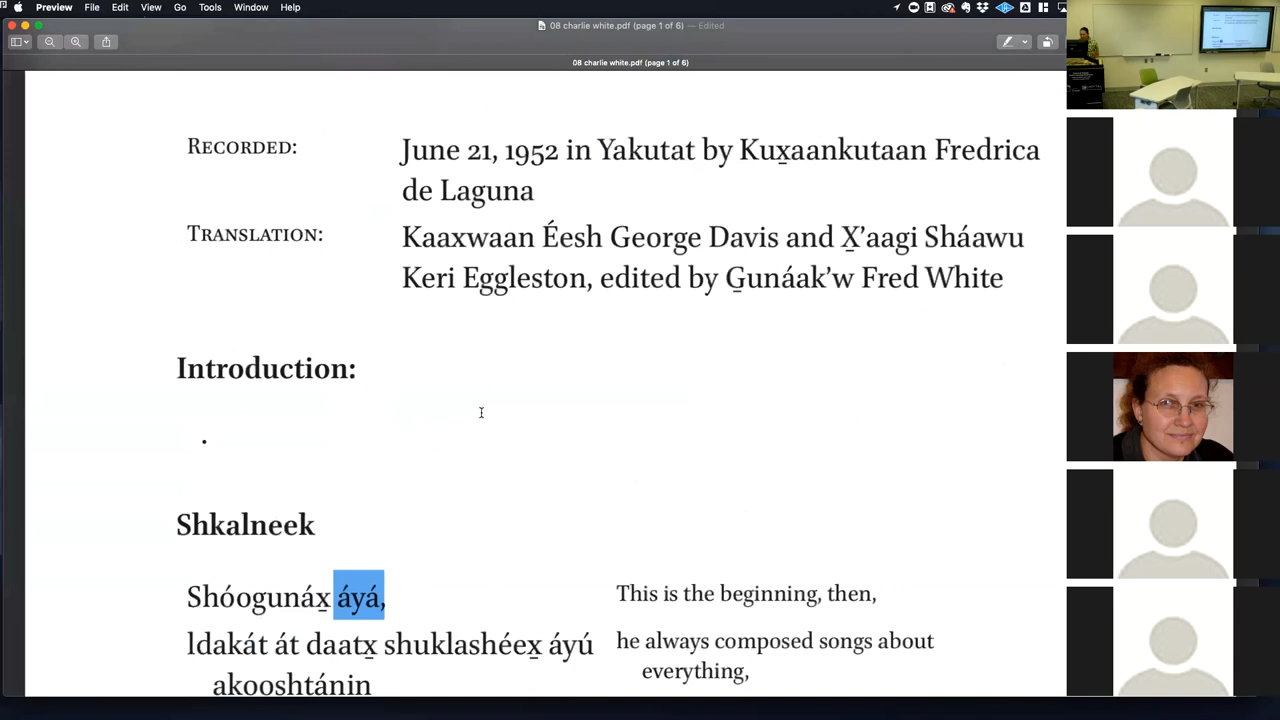 Preview File Edit View Go Tools Window Help
08 charlie white.pdf (page 1 of 6) — Edited
08 charlie white.pdf (page 1 of 6)
RECORDED: June 21, 1952 in Yakutat by Kux̲aankutaan Fredrica
de Laguna
TRANSLATION: Kaaxwaan Éesh George Davis and X̲’aagi Sháawu
Keri Eggleston, edited by G̲unáak’w Fred White
Introduction:
Shkalneek
Shóogunáx̲ áyá, This is the beginning, then,
ldakát át daatx̲ shuklashéex̲ áyú he always composed songs about
akooshtánin everything,